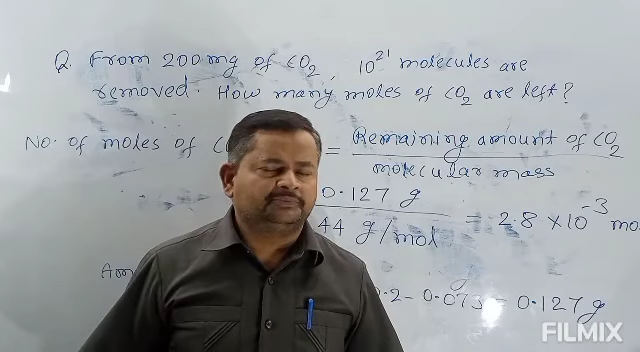 Q. From 200 mg of CO2, 10^21 molecules are
removed. How many moles of CO2 are left?
No. of moles of = Remaining amount of CO2
molecular mass
0.127 g
44 g/mol = 2.8 × 10^-3
0.2 - 0.073 = 0.127 g
FILMIX